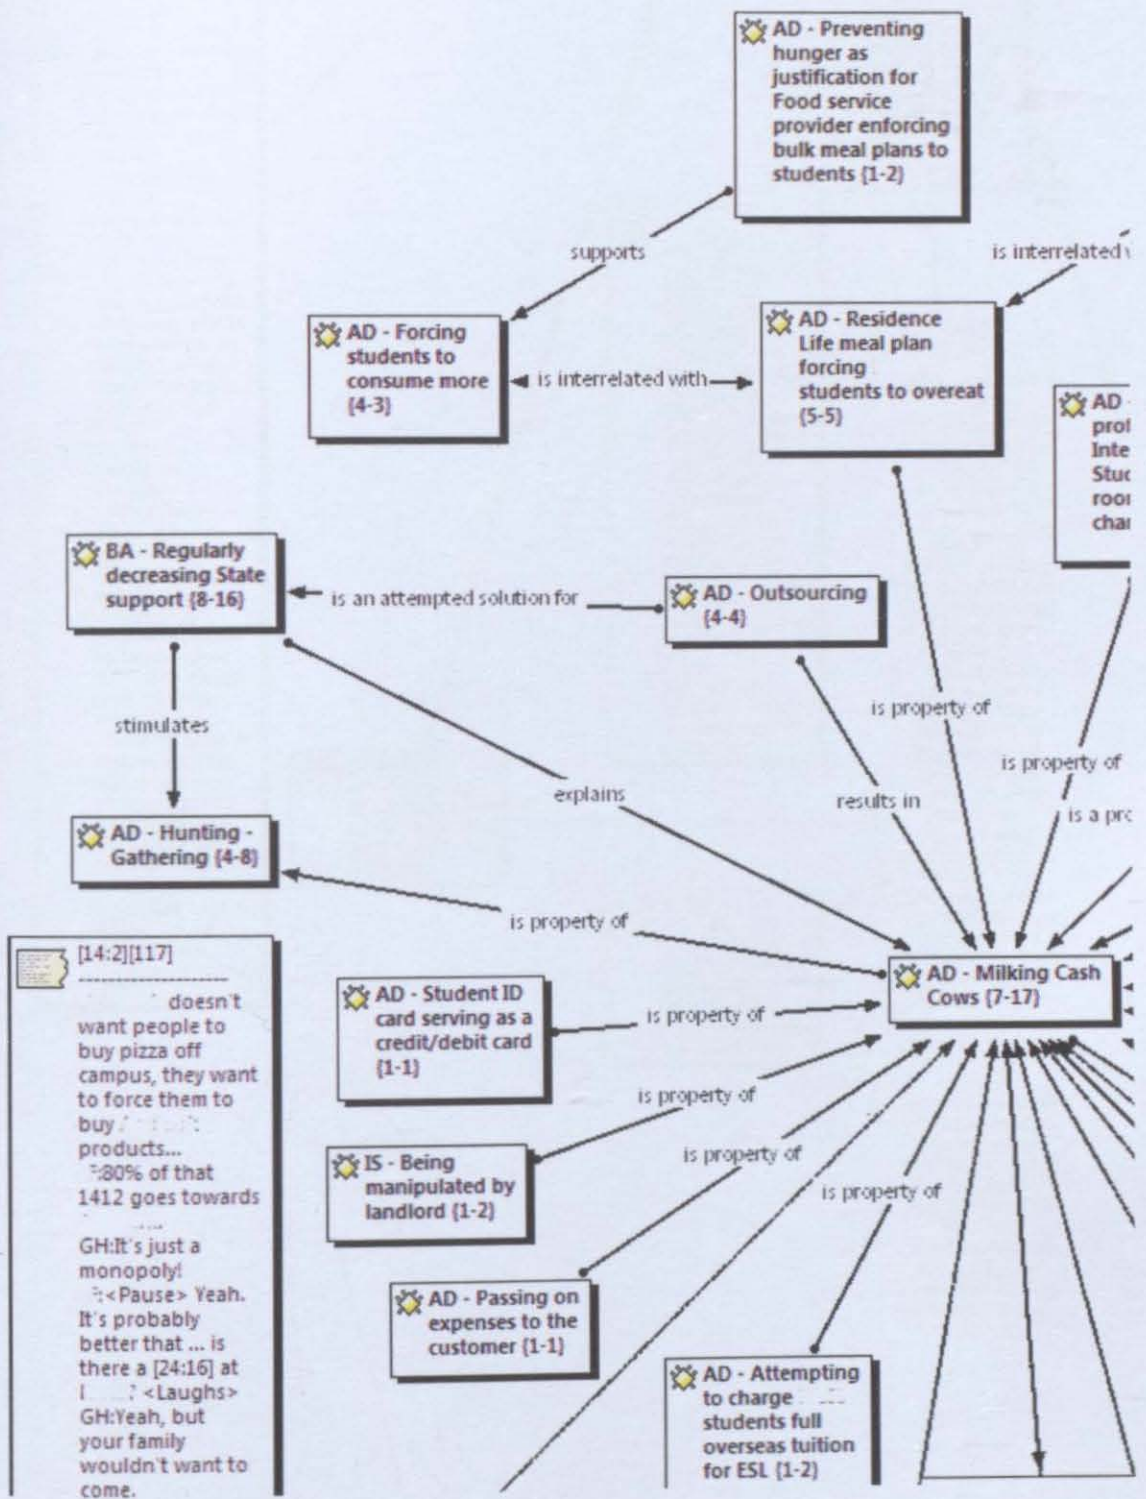 AD - Preventing
hunger as
justification for
Food service
provider enforcing
bulk meal plans to
students {1-2}
supports
is interrelated
AD - Forcing
students to
consume more
{4-3}
is interrelated with
AD - Residence
Life meal plan
forcing
students to overeat
{5-5}
AD -
BA - Regularly
decreasing State
support {8-16}
is an attempted solution for
AD - Outsourcing
{4-4}
stimulates
explains
is property of
results in
is property of
is a
AD - Hunting -
Gathering {4-8}
is property of
AD - Milking Cash
Cows {7-17}
[14:2][117]
--------------------
doesn't
want people to
buy pizza off
campus, they want
to force them to
buy
products...
:80% of that
1412 goes towards
GH:It's just a
monopoly!
:<Pause> Yeah.
It's probably
better that ... is
there a [24:16] at
<Laughs>
GH:Yeah, but
your family
wouldn't want to
come.
AD - Student ID
card serving as a
credit/debit card
{1-1}
is property of
IS - Being
manipulated by
landlord {1-2}
is property of
AD - Passing on
expenses to the
customer {1-1}
is property of
AD - Attempting
to charge
students full
overseas tuition
for ESL {1-2}
is property of